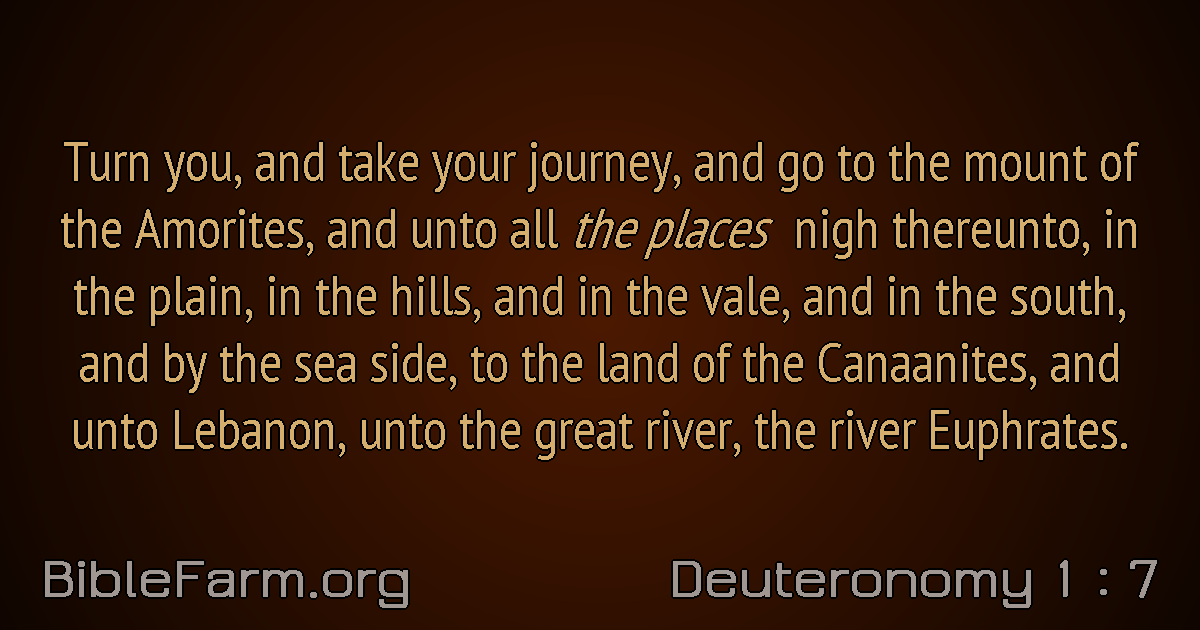 Turn you, and take your journey, and go to the mount of
the Amorites, and unto all the places nigh thereunto, in
the plain, in the hills, and in the vale, and in the south,
and by the sea side, to the land of the Canaanites, and
unto Lebanon, unto the great river, the river Euphrates.
BibleFarm.org
Deuteronomy 1 : 7